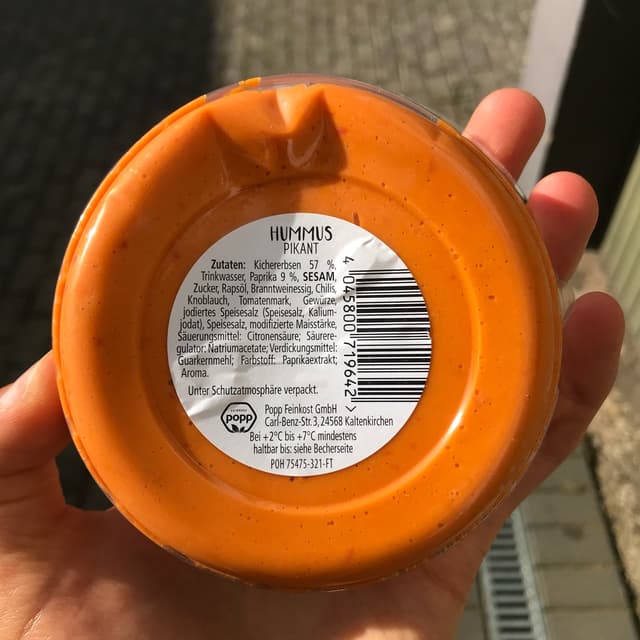 HUMMUS
PIKANT
Zutaten: Kichererbsen 57 %,
Trinkwasser, Paprika 9 %, SESAM,
Zucker, Rapsöl, Branntweinessig, Chilis,
Knoblauch, Tomatenmark, Gewürze,
jodiertes Speisesalz (Speisesalz, Kalium-
jodat), Speisesalz, modifizierte Maisstärke,
Säuerungsmittel: Citronensäure; Säurere-
gulator: Natriumacetate; Verdickungsmittel:
Guarkernmehl; Farbstoff: Paprikaextrakt;
Aroma.
Unter Schutzatmosphäre verpackt.
popp
Popp Feinkost GmbH
Carl-Benz-Str. 3, 24568 Kaltenkirchen
Bei +2°C bis +7°C mindestens
haltbar bis: siehe Becherseite
POH 75475-321-FT
4 045800 719642 >